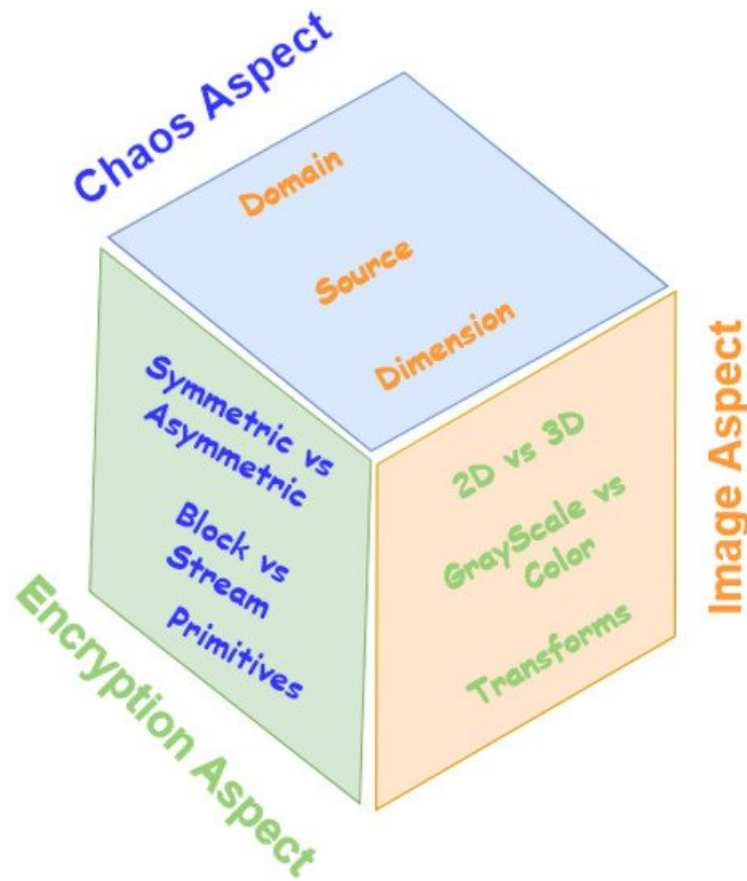 Chaos Aspect
Domain
Source
Dimension
Symmetric vs
Asymmetric
Block vs
Stream
Primitives
Encryption Aspect
2D vs 3D
GrayScale vs
Color
Transforms
Image Aspect